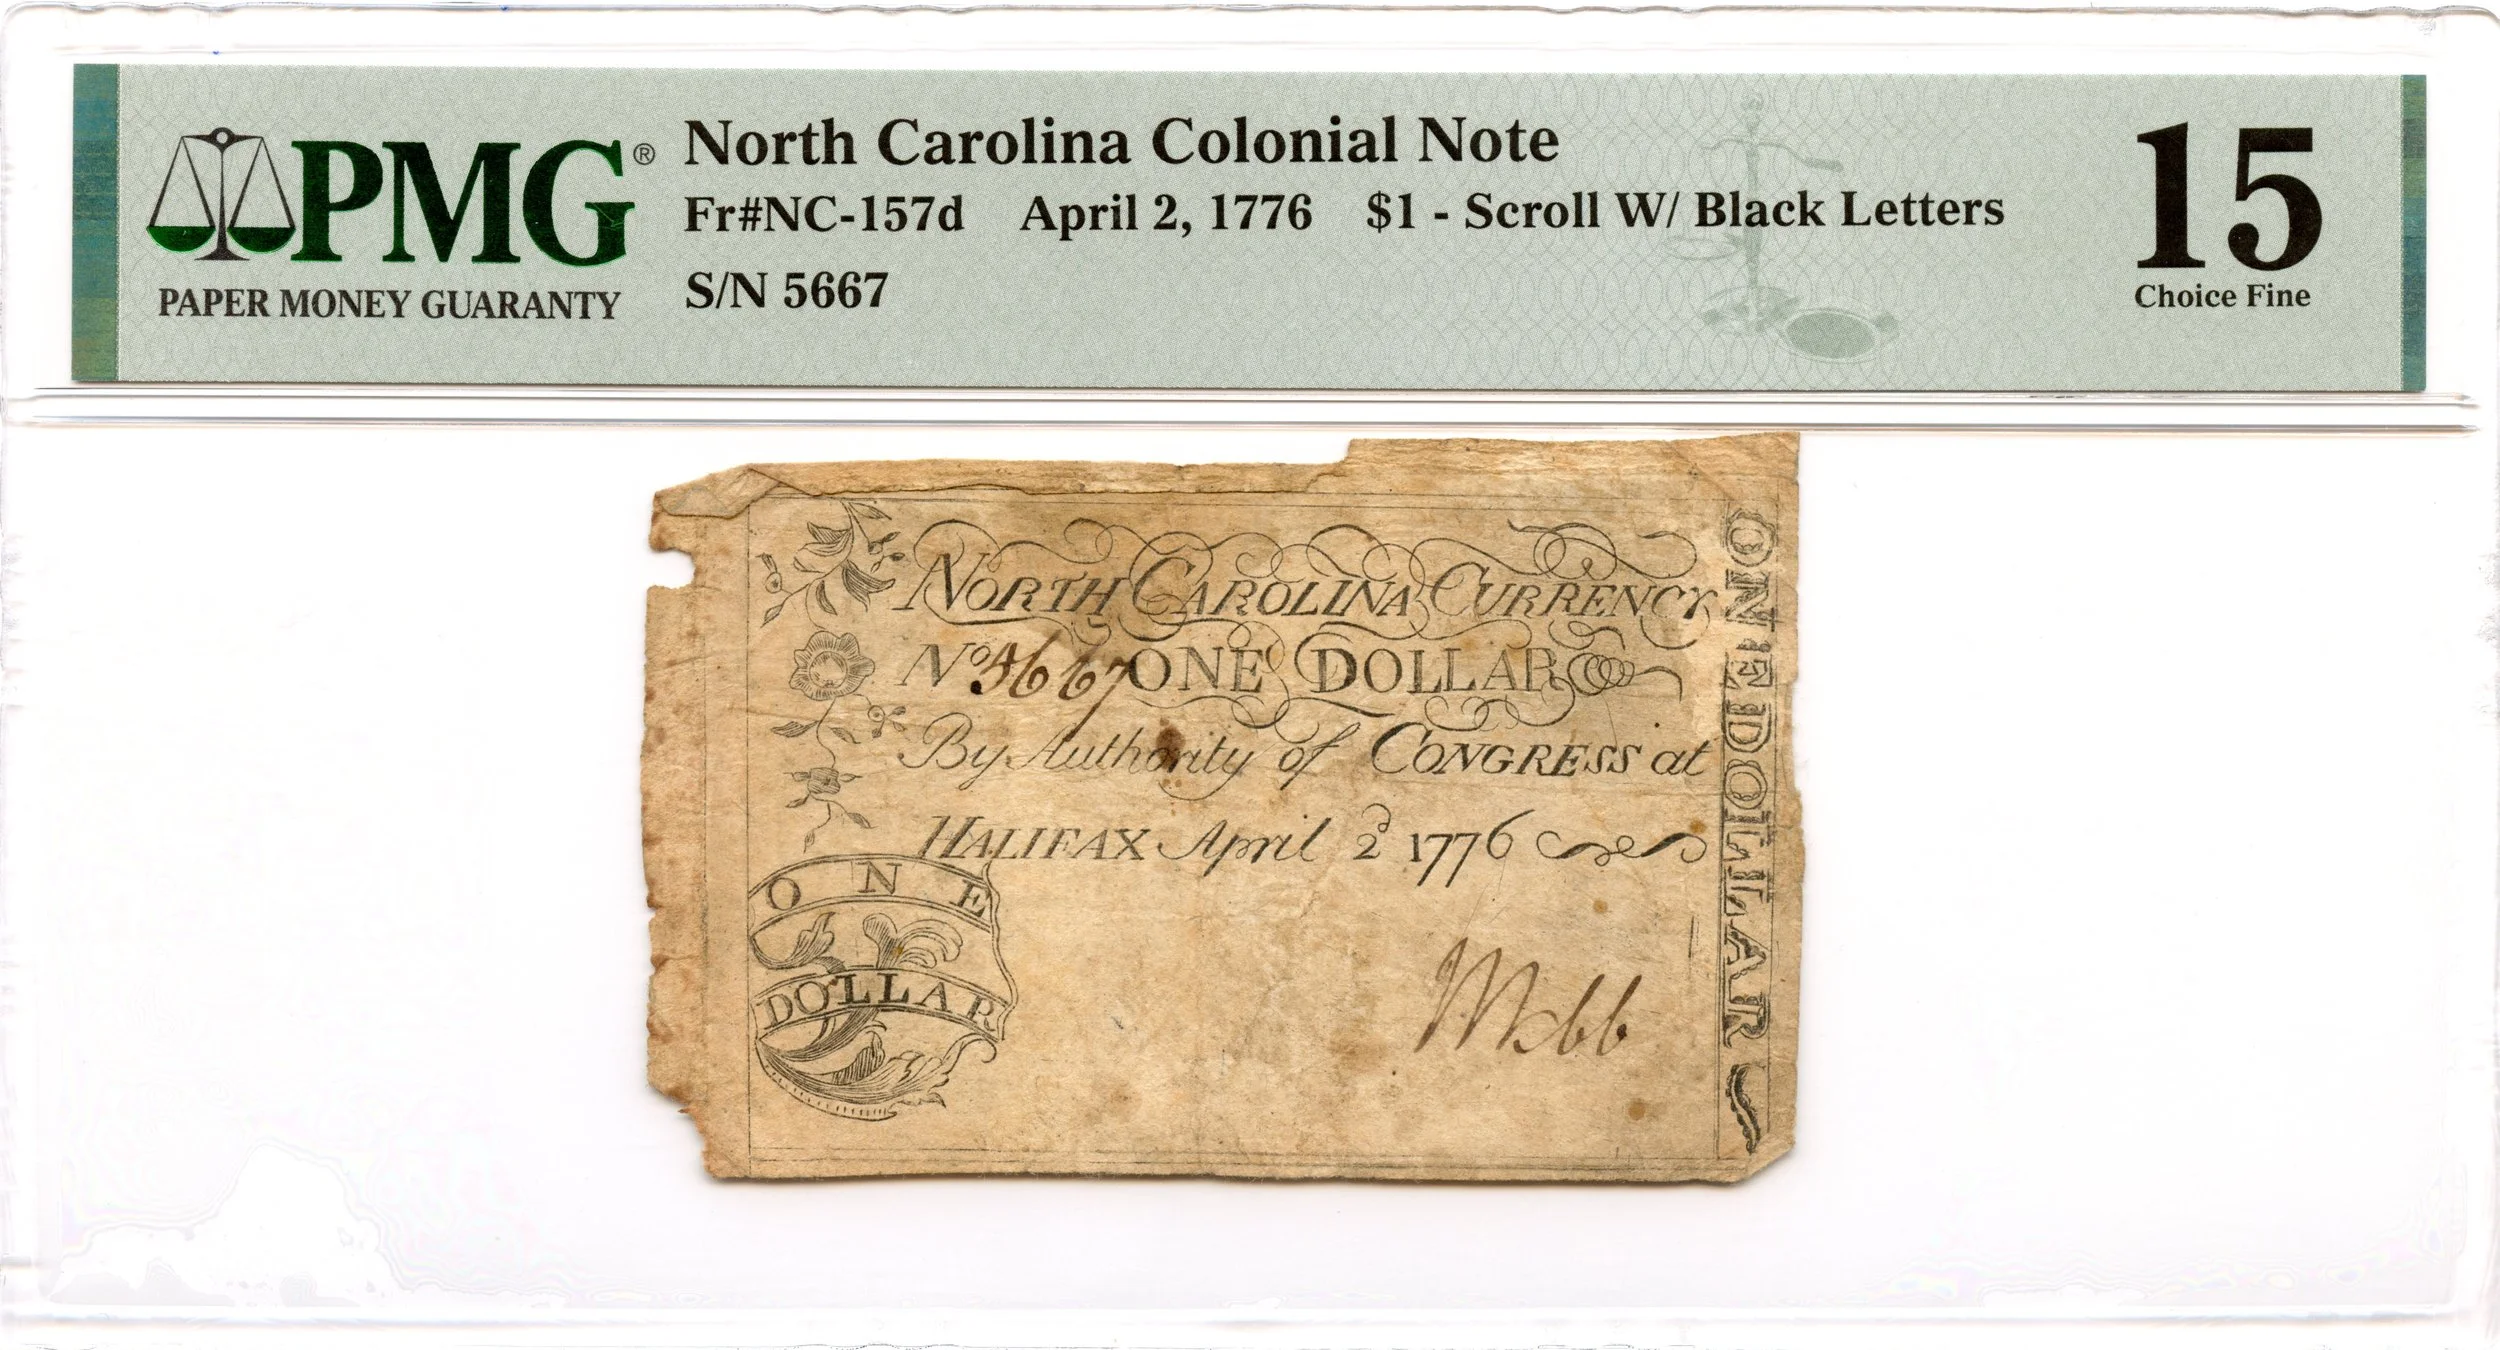 PMG®
PAPER MONEY GUARANTY
North Carolina Colonial Note
Fr#NC-157d April 2, 1776 $1 - Scroll W/ Black Letters
S/N 5667
15
Choice Fine
NORTH CAROLINA CURRENCY
No 5667 ONE DOLLAR
By Authority of CONGRESS at
HALIFAX April 2d 1776
ONE
DOLLAR
Webb
ONE DOLLAR